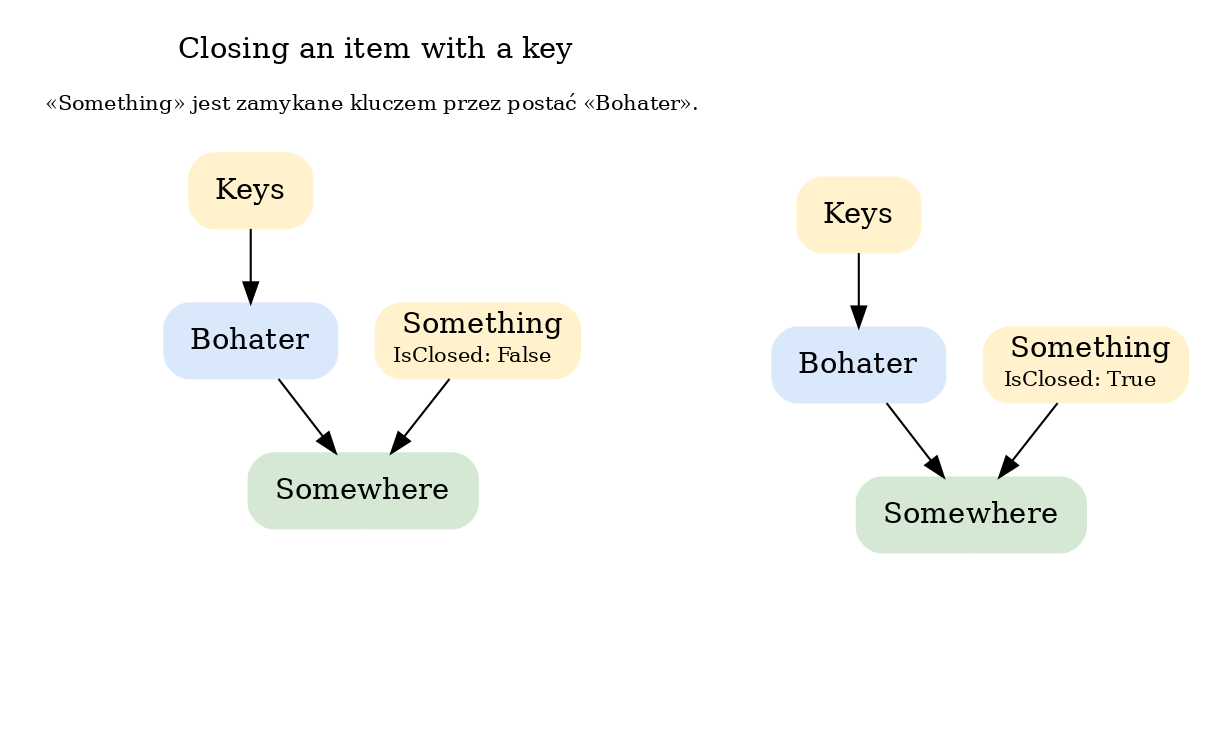 Closing an item with a key
«Something» jest zamykane kluczem przez postać «Bohater».
Keys
Bohater
Something
IsClosed: False
Somewhere
Keys
Bohater
Something
IsClosed: True
Somewhere